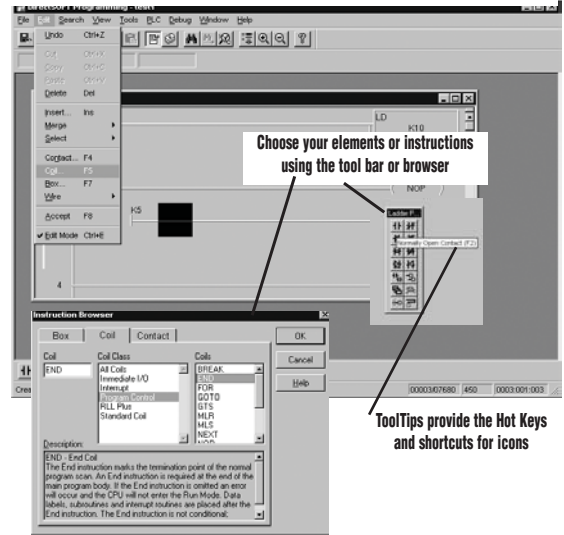 DirectSOFT Programming - test1
File Edit Search View Tools PLC Debug Window Help
Undo Ctrl+Z
Cut Ctrl+X
Copy Ctrl+C
Paste Ctrl+V
Delete Del
Insert... Ins
Merge
Select
Contact... F4
Coil... F5
Box... F7
Wire
Accept F8
Edit Mode Ctrl+E
LD
K10
Choose your elements or instructions
using the tool bar or browser
( NOP )
K5
Ladder P...
Normally Open Contact (F2)
4
Instruction Browser
Box Coil Contact
OK
Cancel
Help
Coil
END
Coil Class
All Coils
Immediate I/O
Interrupt
Program Control
RLL Plus
Standard Coil
Coils
BREAK
END
FOR
GOTO
GTS
MLR
MLS
NEXT
NOP
Description:
END - End Coil
The End instruction marks the termination point of the normal
program scan. An End instruction is required at the end of the
main program body. If the End instruction is omitted an error
will occur and the CPU will not enter the Run Mode. Data
labels, subroutines and interrupt routines are placed after the
End instruction. The End instruction is not conditional;
00003/07680 450 0003:001:003
ToolTips provide the Hot Keys
and shortcuts for icons